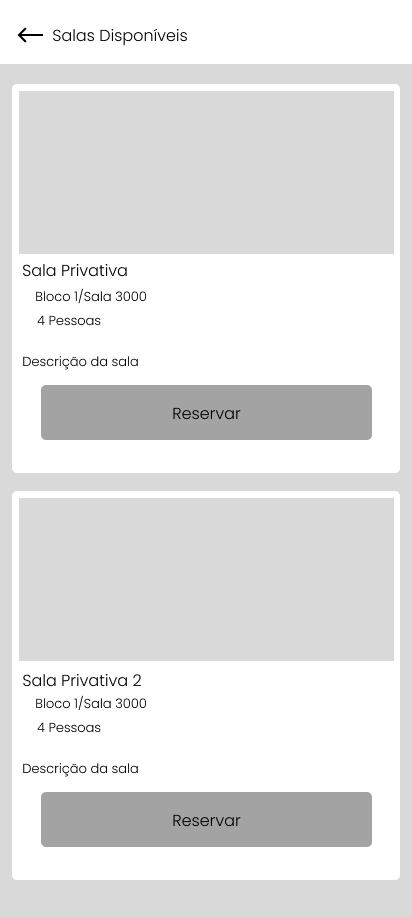 Salas Disponíveis
Sala Privativa
Bloco 1/Sala 3000
4 Pessoas
Descrição da sala
Reservar
Sala Privativa 2
Bloco 1/Sala 3000
4 Pessoas
Descrição da sala
Reservar